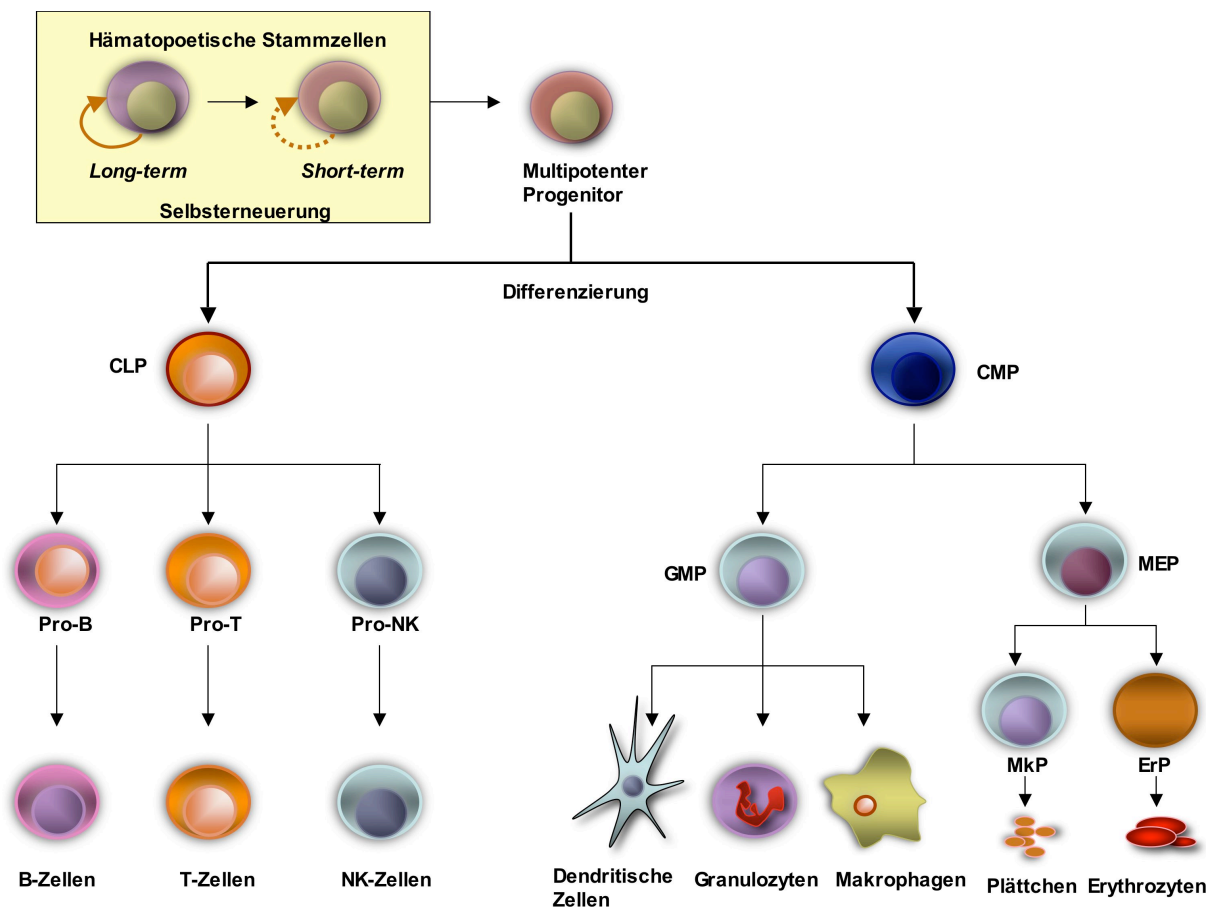 Hämatopoetische Stammzellen
Long-term
Short-term
Selbsterneuerung
Multipotenter
Progenitor
Differenzierung
CLP
CMP
Pro-B
Pro-T
Pro-NK
GMP
MEP
MkP
ErP
B-Zellen
T-Zellen
NK-Zellen
Dendritische
Zellen
Granulozyten
Makrophagen
Plättchen
Erythrozyten